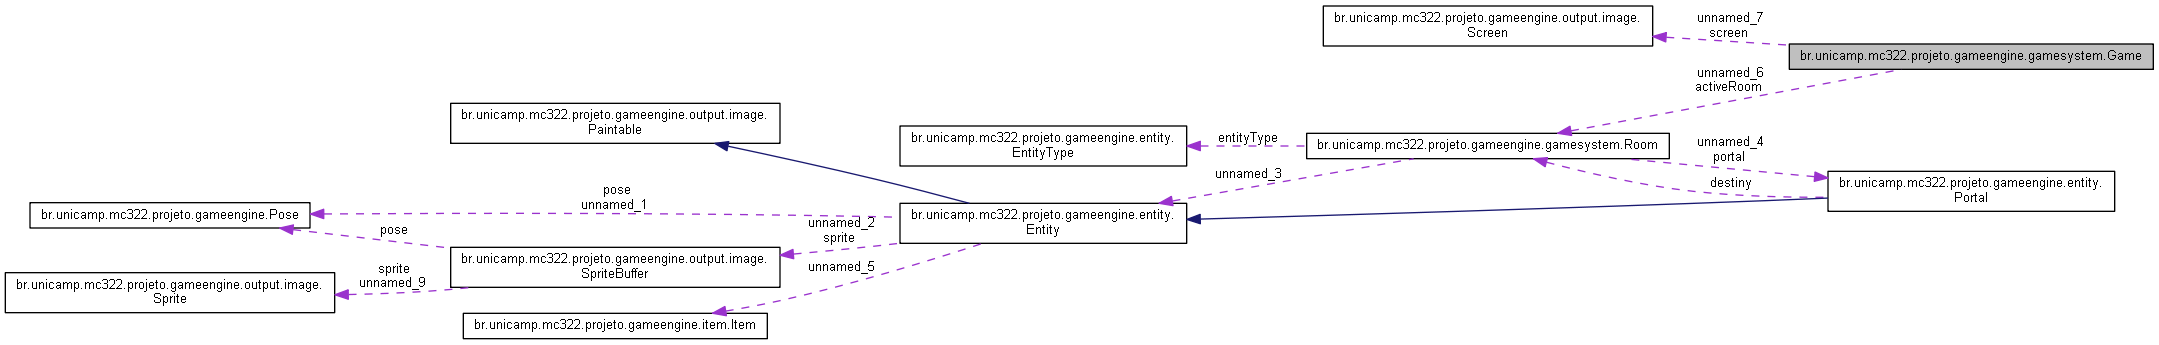 br.unicamp.mc322.projeto.gameengine.output.image.
Screen
unnamed_7
screen
br.unicamp.mc322.projeto.gameengine.gamesystem.Game
unnamed_6
activeRoom
br.unicamp.mc322.projeto.gameengine.output.image.
Paintable
br.unicamp.mc322.projeto.gameengine.entity.
EntityType
entityType
br.unicamp.mc322.projeto.gameengine.gamesystem.Room
unnamed_4
portal
unnamed_3
destiny
br.unicamp.mc322.projeto.gameengine.entity.
Portal
pose
unnamed_1
br.unicamp.mc322.projeto.gameengine.Pose
br.unicamp.mc322.projeto.gameengine.entity.
Entity
pose
unnamed_2
sprite
br.unicamp.mc322.projeto.gameengine.output.image.
SpriteBuffer
unnamed_5
sprite
unnamed_9
br.unicamp.mc322.projeto.gameengine.output.image.
Sprite
br.unicamp.mc322.projeto.gameengine.item.Item